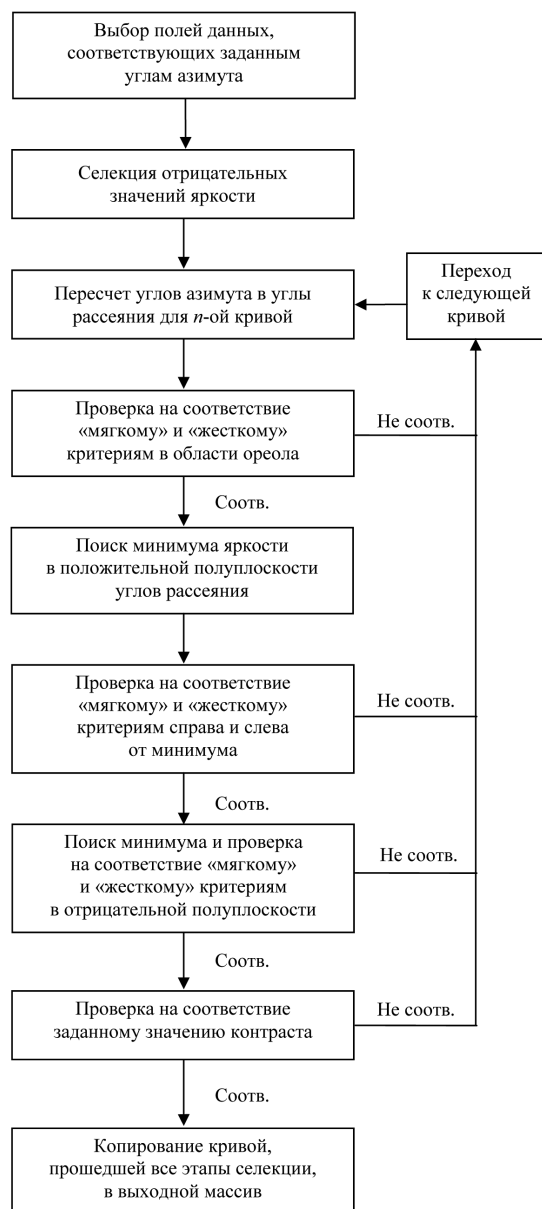 Выбор полей данных,
соответствующих заданным
углам азимута
Селекция отрицательных
значений яркости
Пересчет углов азимута в углы
рассеяния для n-ой кривой
Переход
к следующей
кривой
Проверка на соответствие
«мягкому» и «жесткому»
критериям в области ореола
Не соотв.
Соотв.
Поиск минимума яркости
в положительной полуплоскости
углов рассеяния
Проверка на соответствие
«мягкому» и «жесткому»
критериям справа и слева
от минимума
Не соотв.
Соотв.
Поиск минимума и проверка
на соответствие «мягкому»
и «жесткому» критериям
в отрицательной полуплоскости
Не соотв.
Соотв.
Проверка на соответствие
заданному значению контраста
Не соотв.
Соотв.
Копирование кривой,
прошедшей все этапы селекции,
в выходной массив